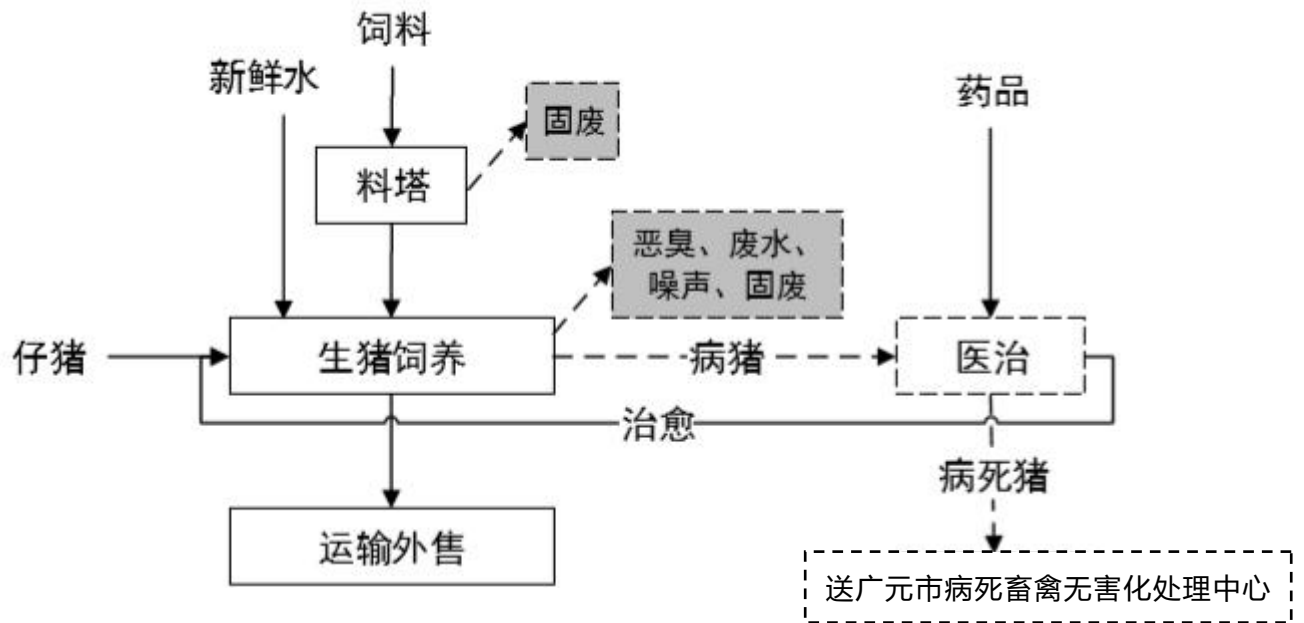 饲料
新鲜水
药品
固废
料塔
恶臭、废水、
噪声、固废
仔猪
生猪饲养
病猪
医治
治愈
病死猪
运输外售
送广元市病死畜禽无害化处理中心